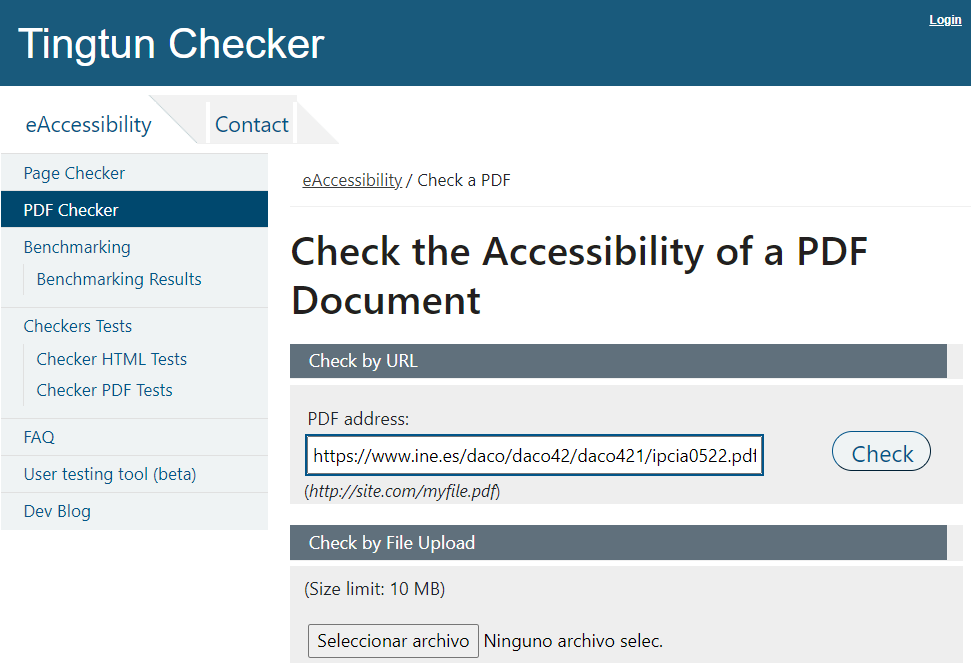 Login
Tingtun Checker
eAccessibility
Contact
Page Checker
PDF Checker
Benchmarking
Benchmarking Results
Checkers Tests
Checker HTML Tests
Checker PDF Tests
FAQ
User testing tool (beta)
Dev Blog
eAccessibility / Check a PDF
Check the Accessibility of a PDF
Document
Check by URL
PDF address:
https://www.ine.es/daco/daco42/daco421/ipcia0522.pdf
Check
(http://site.com/myfile.pdf)
Check by File Upload
(Size limit: 10 MB)
Seleccionar archivo Ninguno archivo selec.